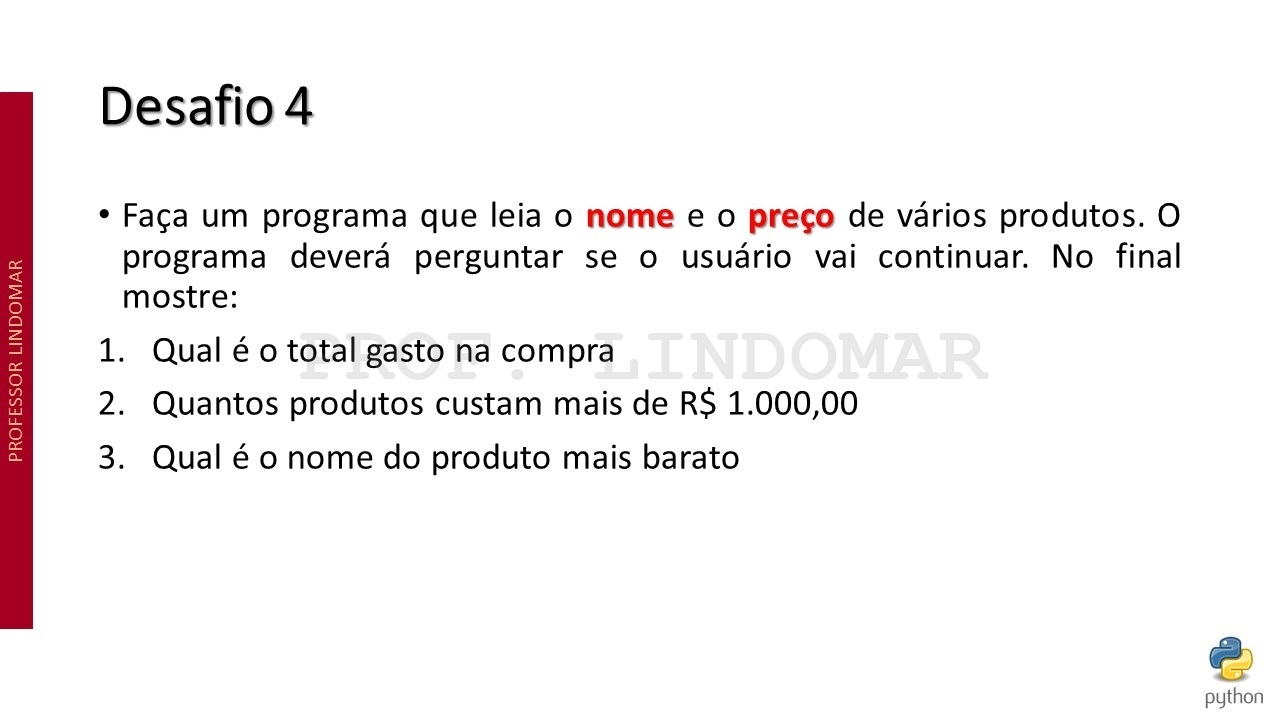 Desafio 4
• Faça um programa que leia o nome e o preço de vários produtos. O
programa deverá perguntar se o usuário vai continuar. No final
mostre:
1. Qual é o total gasto na compra
2. Quantos produtos custam mais de R$ 1.000,00
3. Qual é o nome do produto mais barato
PROF. LINDOMAR
PROFESSOR LINDOMAR
python